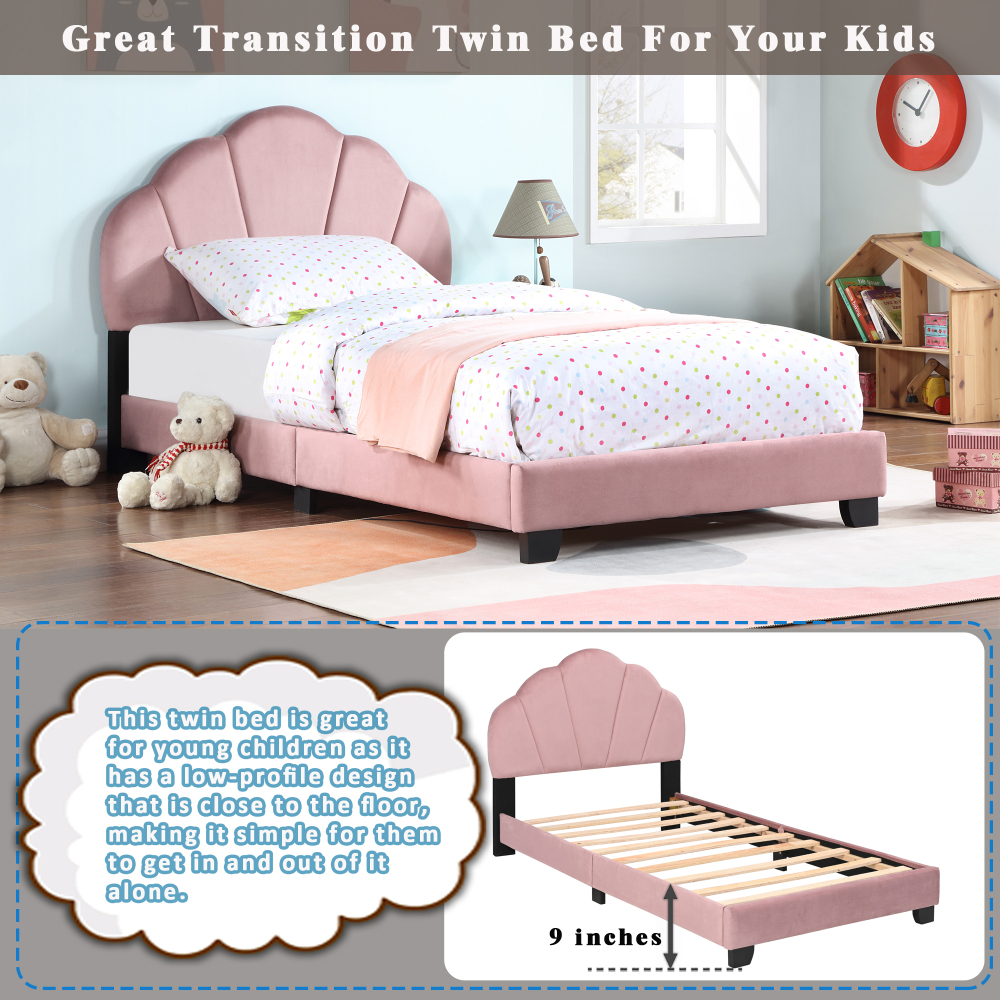 Great Transition Twin Bed For Your Kids
This twin bed is great
for young children as it
has a low-profile design
that is close to the floor,
making it simple for them
to get in and out of it
alone.
9 inches